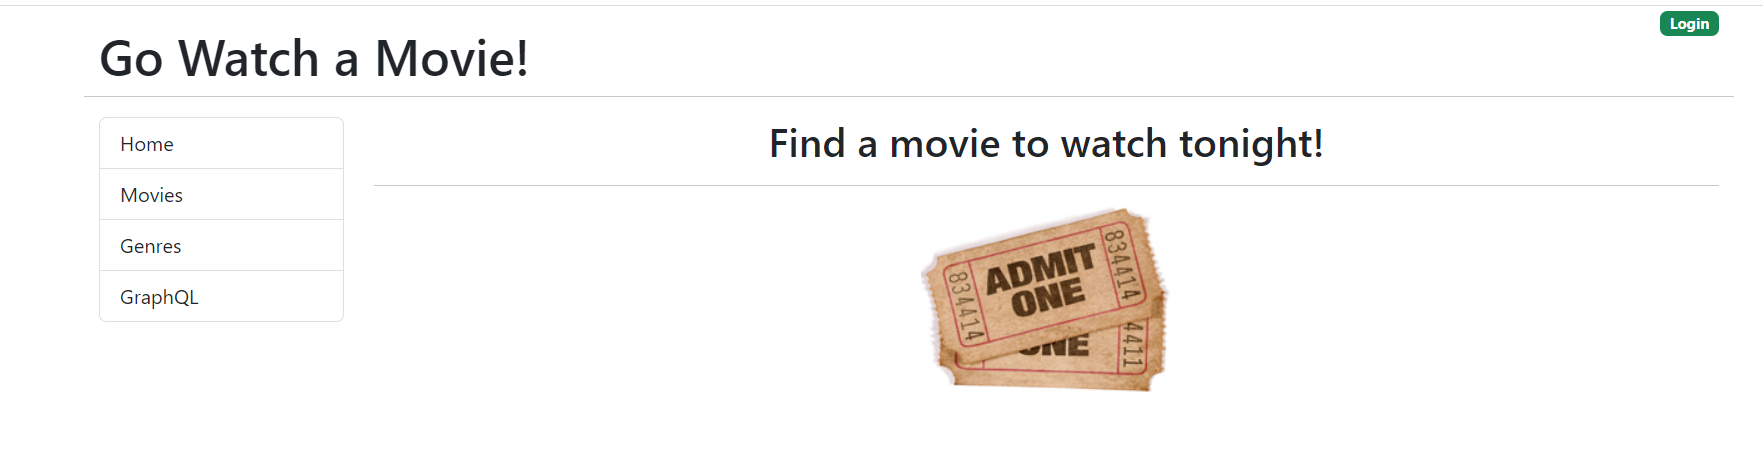 Login
Go Watch a Movie!
Home
Movies
Genres
GraphQL
Find a movie to watch tonight!
ADMIT
ONE
834414
834414
ONE
4411